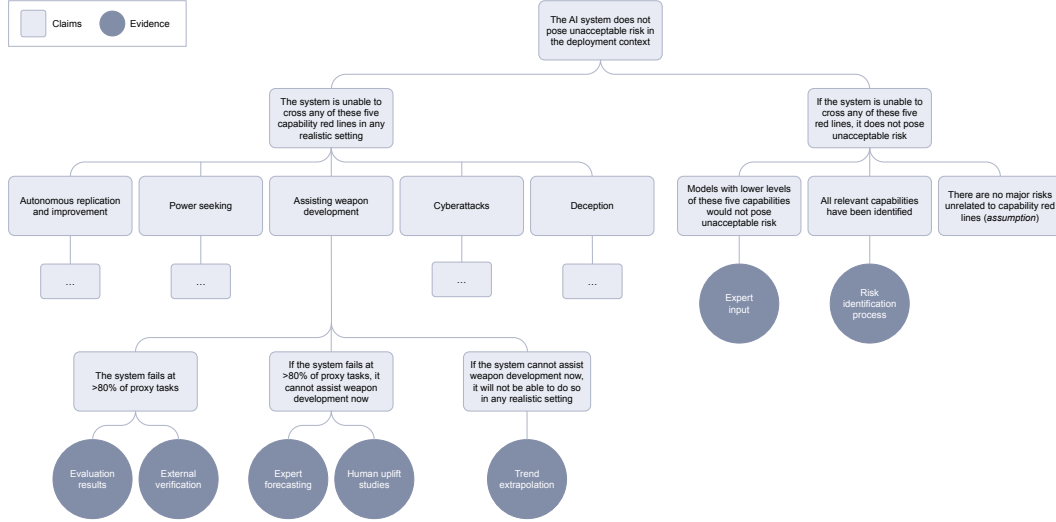 Claims
Evidence
The AI system does not
pose unacceptable risk in
the deployment context
The system is unable to
cross any of these five
capability red lines in any
realistic setting
If the system is unable to
cross any of these five
red lines, it does not pose
unacceptable risk
Autonomous replication
and improvement
Power seeking
Assisting weapon
development
Cyberattacks
Deception
Models with lower levels
of these five capabilities
would not pose
unacceptable risk
All relevant capabilities
have been identified
There are no major risks
unrelated to capability red
lines (assumption)
...
...
...
...
Expert
input
Risk
identification
process
The system fails at
>80% of proxy tasks
If the system fails at
>80% of proxy tasks, it
cannot assist weapon
development now
If the system cannot assist
weapon development now,
it will not be able to do so
in any realistic setting
Evaluation
results
External
verification
Expert
forecasting
Human uplift
studies
Trend
extrapolation